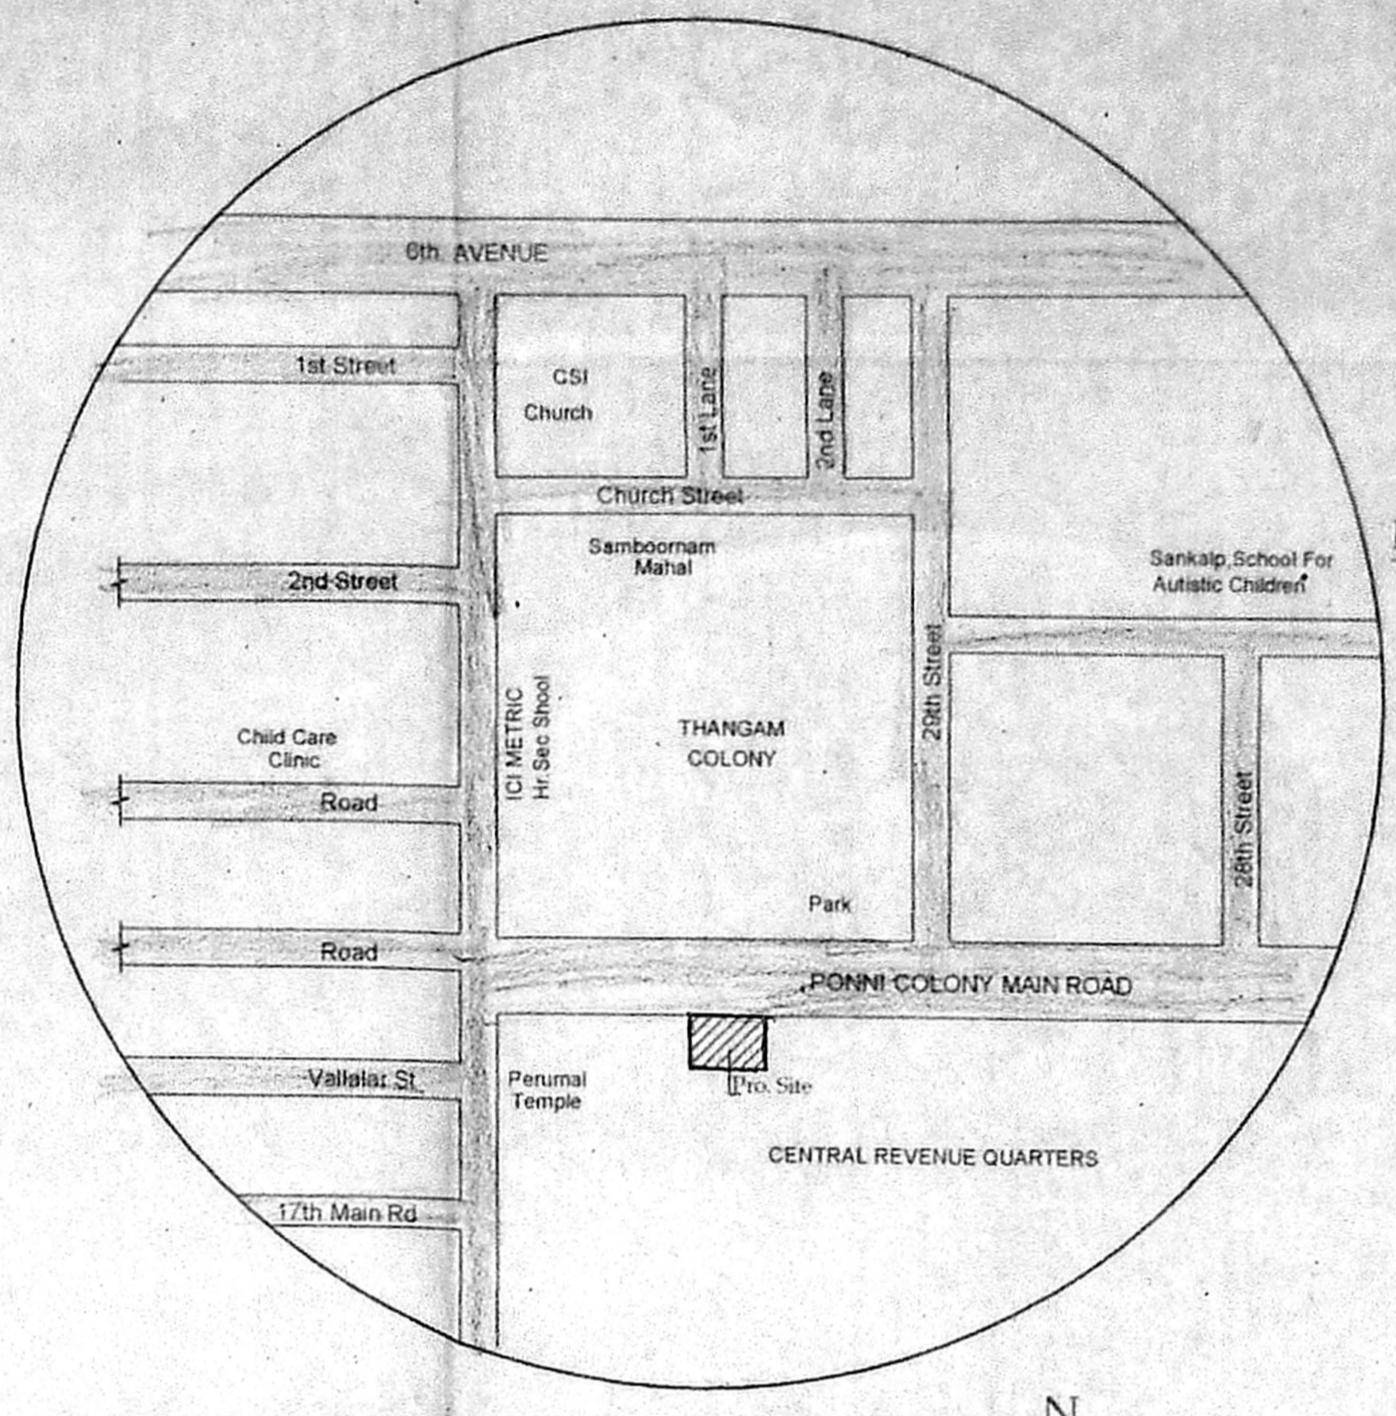 6th. AVENUE
1st Street
CSI
Church
1st Lane
2nd Lane
Church Street
Samboornam
Mahal
Sankalp School For
Autistic Children
2nd Street
29th Street
ICI METRIC
Hr.Sec Shool
THANGAM
COLONY
Child Care
Clinic
Road
28th Street
Park
Road
PONNI COLONY MAIN ROAD
Vallalar St.
Perumal
Temple
Pro. Site
CENTRAL REVENUE QUARTERS
17th Main Rd
N